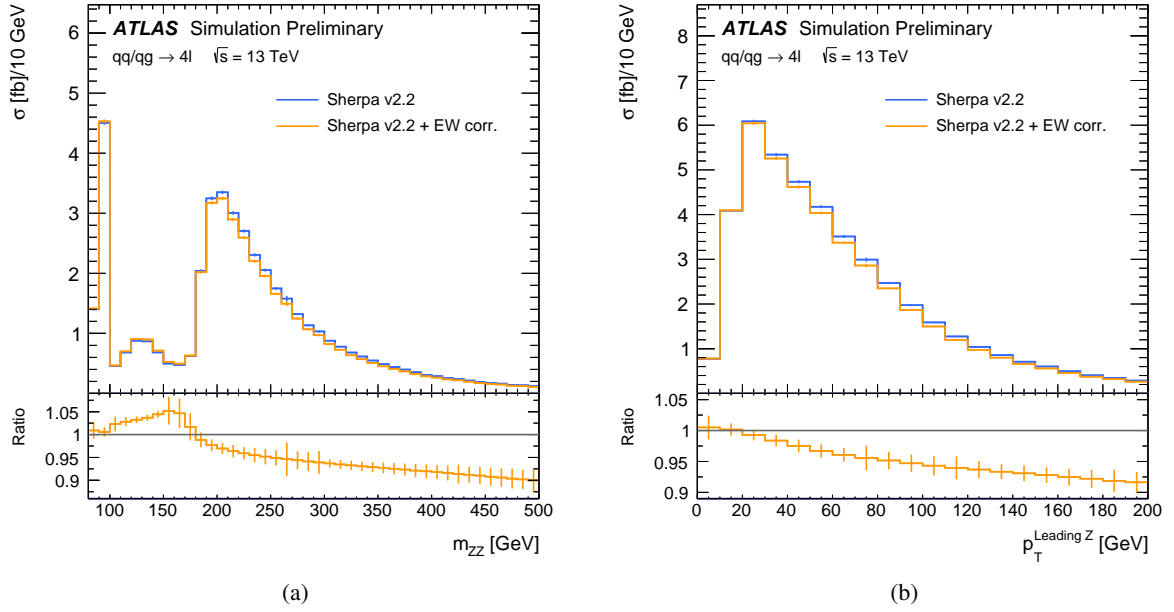 ATLAS Simulation Preliminary
qq/qg → 4l √s = 13 TeV
Sherpa v2.2
Sherpa v2.2 + EW corr.
σ [fb]/10 GeV
6
5
4
3
2
1
Ratio
1.05
1
0.95
0.9
100 150 200 250 300 350 400 450 500
m_ZZ [GeV]
(a)
ATLAS Simulation Preliminary
qq/qg → 4l √s = 13 TeV
Sherpa v2.2
Sherpa v2.2 + EW corr.
σ [fb]/10 GeV
8
7
6
5
4
3
2
1
Ratio
1.05
1
0.95
0.9
0 20 40 60 80 100 120 140 160 180 200
p_T^Leading Z [GeV]
(b)